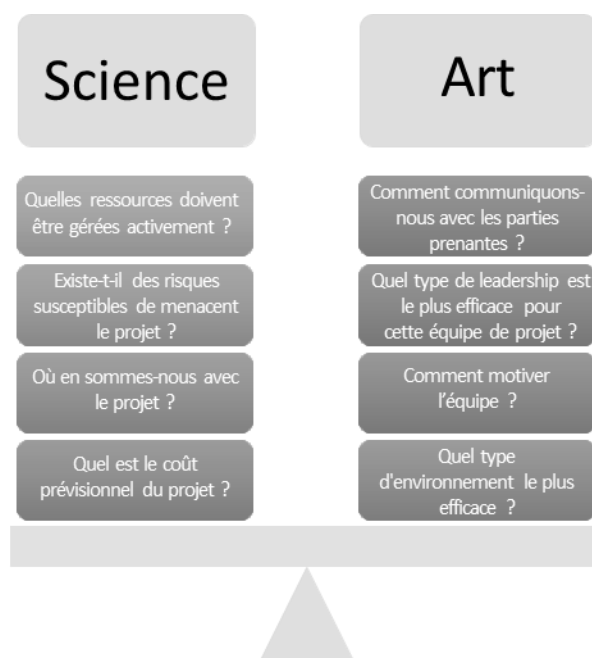 Science
Quelles ressources doivent
être gérées activement ?
Existe-t-il des risques
susceptibles de menacent
le projet ?
Où en sommes-nous avec
le projet ?
Quel est le coût
prévisionnel du projet ?
Art
Comment communiquons-
nous avec les parties
prenantes ?
Quel type de leadership est
le plus efficace pour
cette équipe de projet ?
Comment motiver
l'équipe ?
Quel type
d'environnement le plus
efficace ?